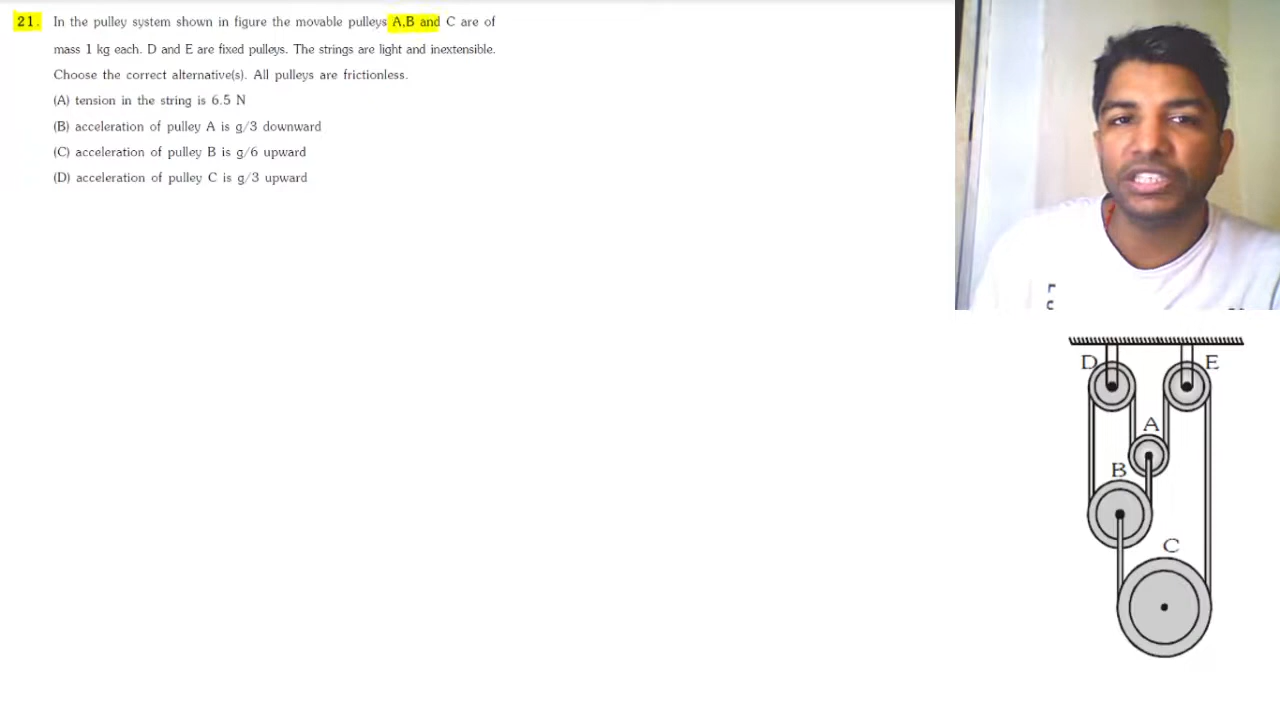 21. In the pulley system shown in figure the movable pulleys A,B and C are of
mass 1 kg each. D and E are fixed pulleys. The strings are light and inextensible.
Choose the correct alternative(s). All pulleys are frictionless.
(A) tension in the string is 6.5 N
(B) acceleration of pulley A is g/3 downward
(C) acceleration of pulley B is g/6 upward
(D) acceleration of pulley C is g/3 upward
D
E
A
B
C